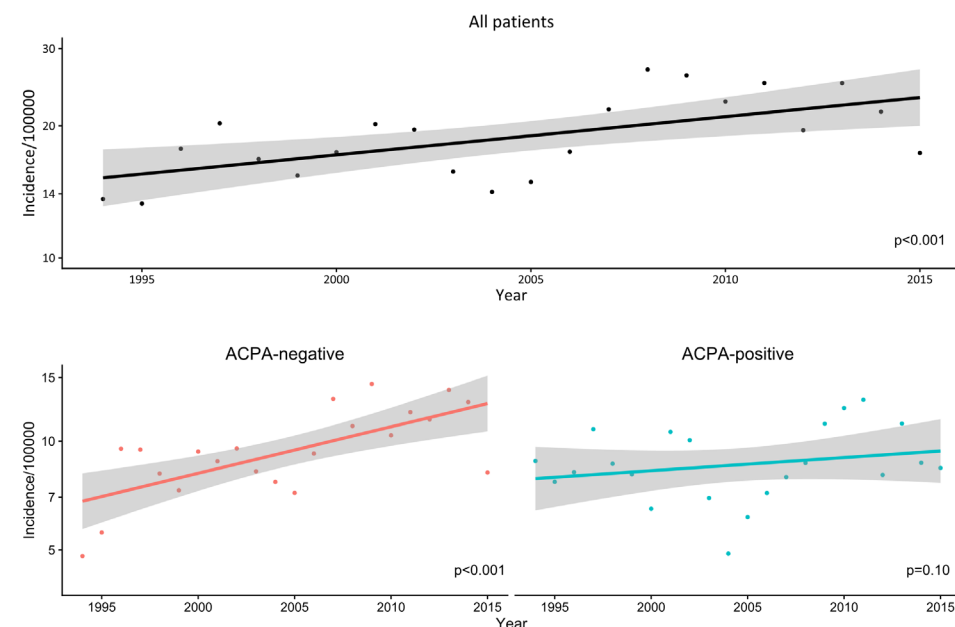 All patients
Incidence/100000
30
20
14
10
p<0.001
1995 2000 2005 2010 2015
Year
ACPA-negative ACPA-positive
Incidence/100000
15
10
7
5
p<0.001 p=0.10
1995 2000 2005 2010 2015 1995 2000 2005 2010 2015
Year